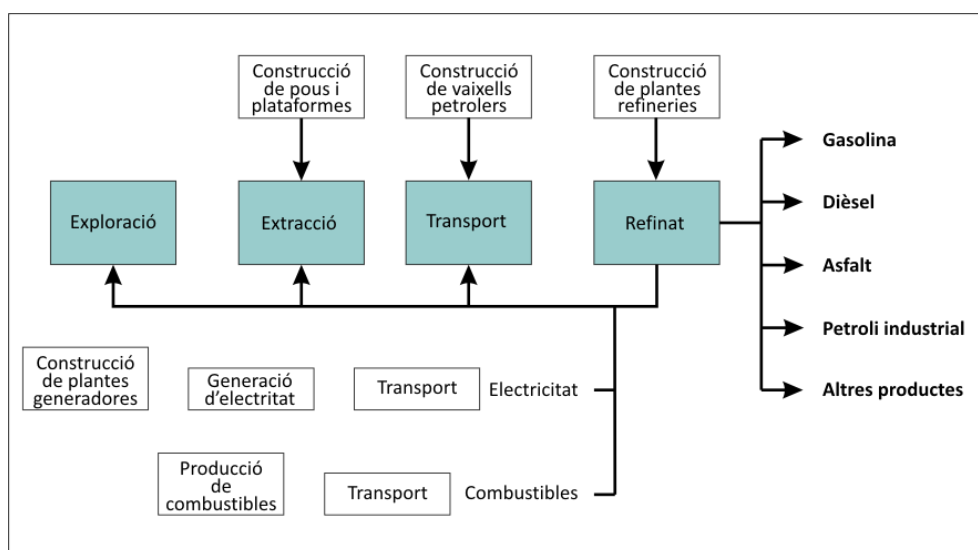 Construcció
de pous i
plataformes
Construcció
de vaixells
petrolers
Construcció
de plantes
refineries
Exploració
Extracció
Transport
Refinat
Gasolina
Dièsel
Asfalt
Petroli industrial
Altres productes
Construcció
de plantes
generadores
Generació
d'electritat
Transport
Electricitat
Producció
de
combustibles
Transport
Combustibles